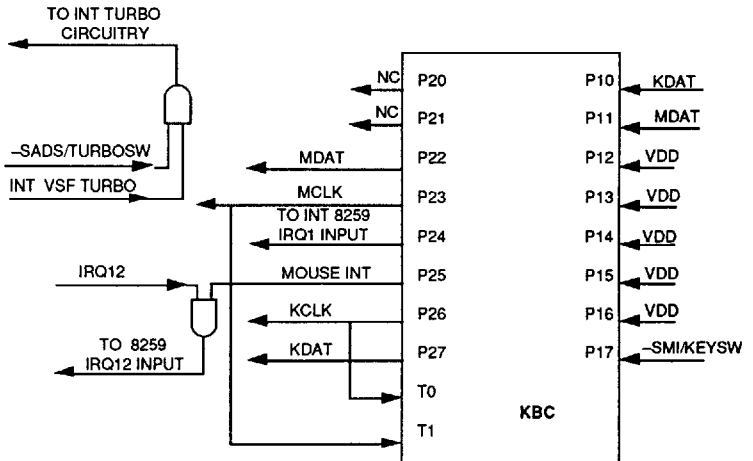 TO INT TURBO
CIRCUITRY
–SADS/TURBOSW
INT VSF TURBO
NC P20 P10 KDAT
NC P21 P11 MDAT
MDAT P22 P12 VDD
MCLK P23 P13 VDD
TO INT 8259
IRQ1 INPUT P24 P14 VDD
IRQ12 MOUSE INT P25 P15 VDD
KCLK P26 P16 VDD
TO 8259
IRQ12 INPUT
KDAT P27 P17 –SMI/KEYSW
T0
KBC
T1